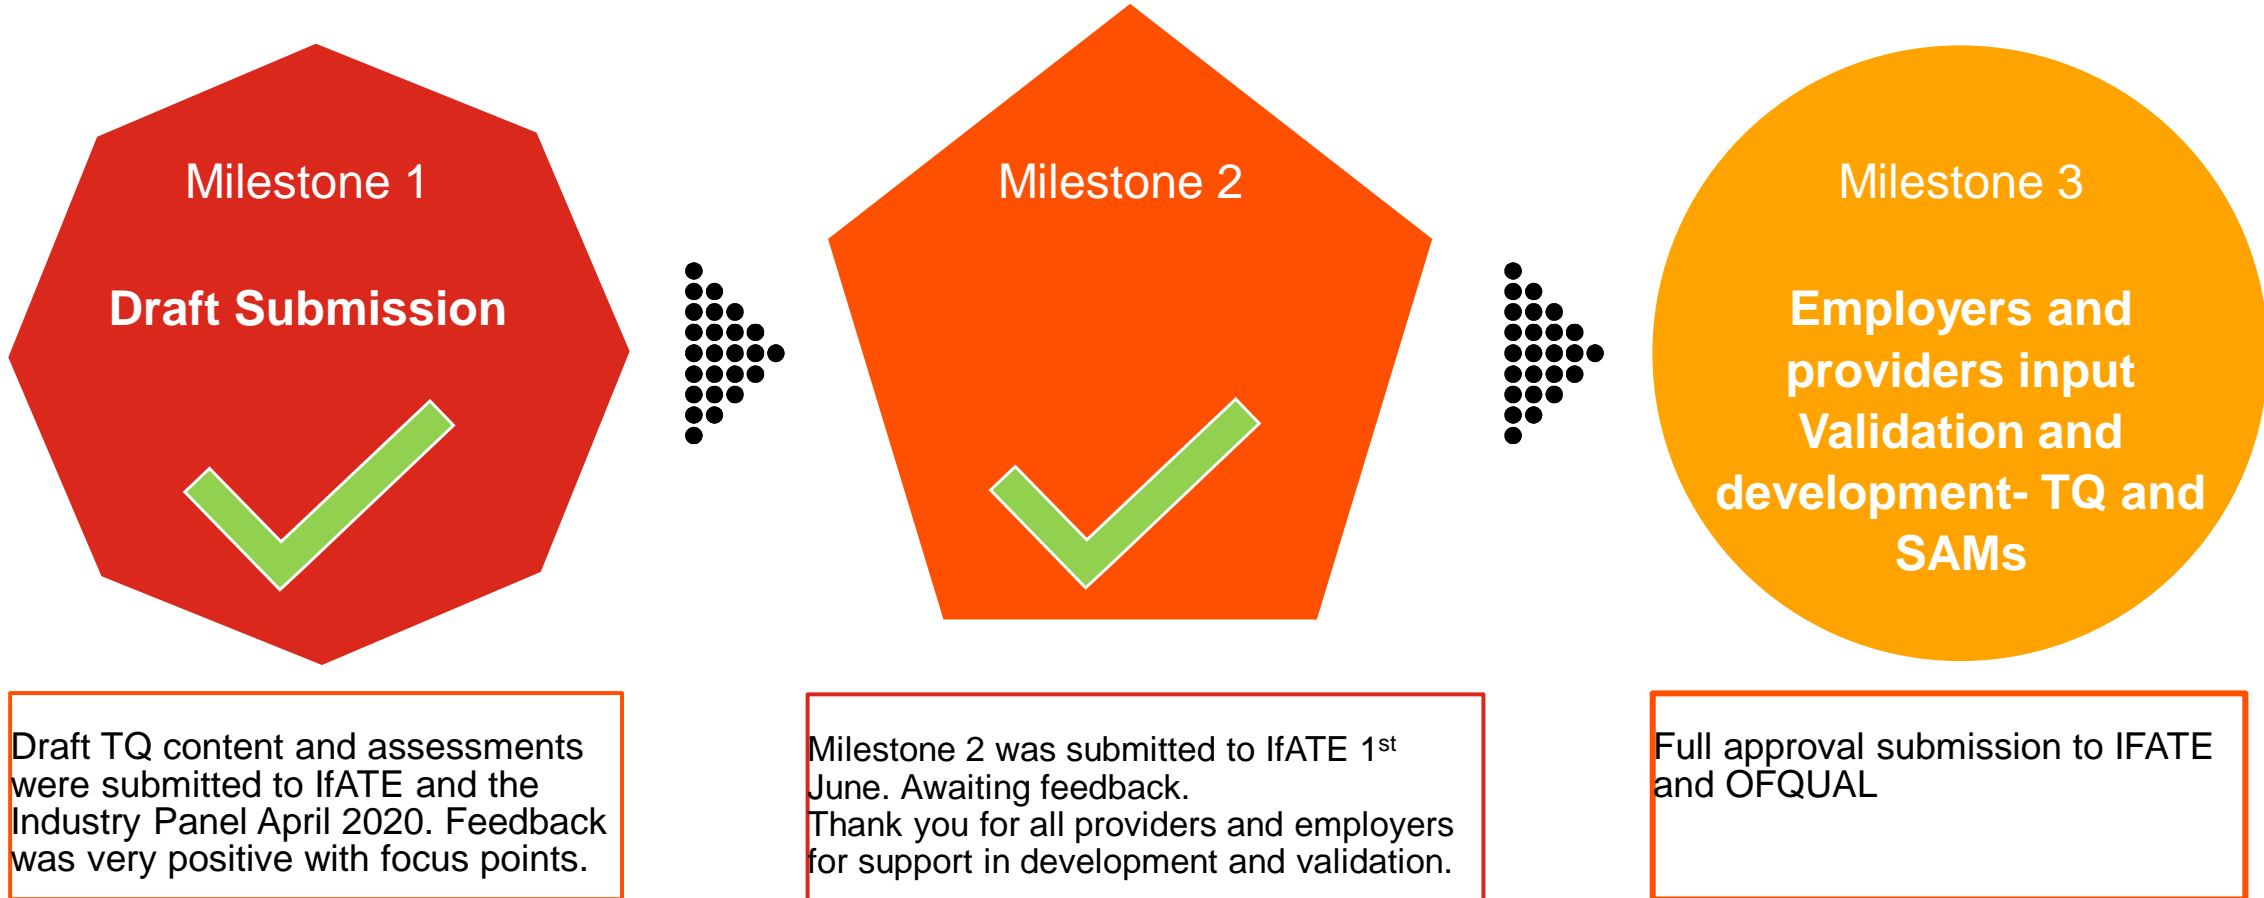 Milestone 1
Draft Submission
Milestone 2
Milestone 3
Employers and
providers input
Validation and
development- TQ and
SAMs
Draft TQ content and assessments
were submitted to IfATE and the
Industry Panel April 2020. Feedback
was very positive with focus points.
Milestone 2 was submitted to IfATE 1st
June. Awaiting feedback.
Thank you for all providers and employers
for support in development and validation.
Full approval submission to IFATE
and OFQUAL